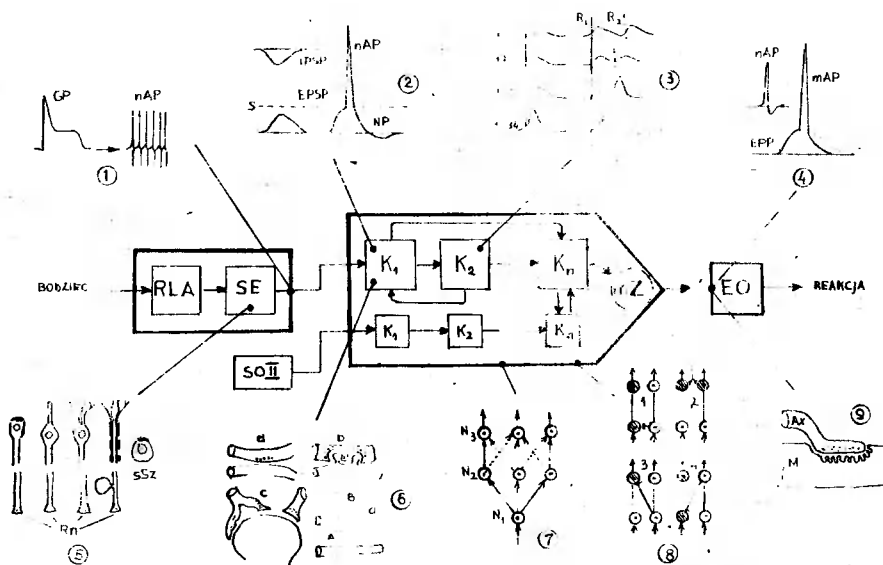 GP
nAP
①
IPSP
EPSP
S
nAP
NP
②
R₁ R₂
③
nAP
mAP
EPP
④
BODZIEC
RLA
SE
K₁
K₂
Kn
Z
EO
REAKCJA
SO II
K₁
K₂
Kn
Rn
SSZ
⑤
a
b
c
B
⑥
N₃
N₂
N₁
⑦
1
2
3
⑧
AX
M
9